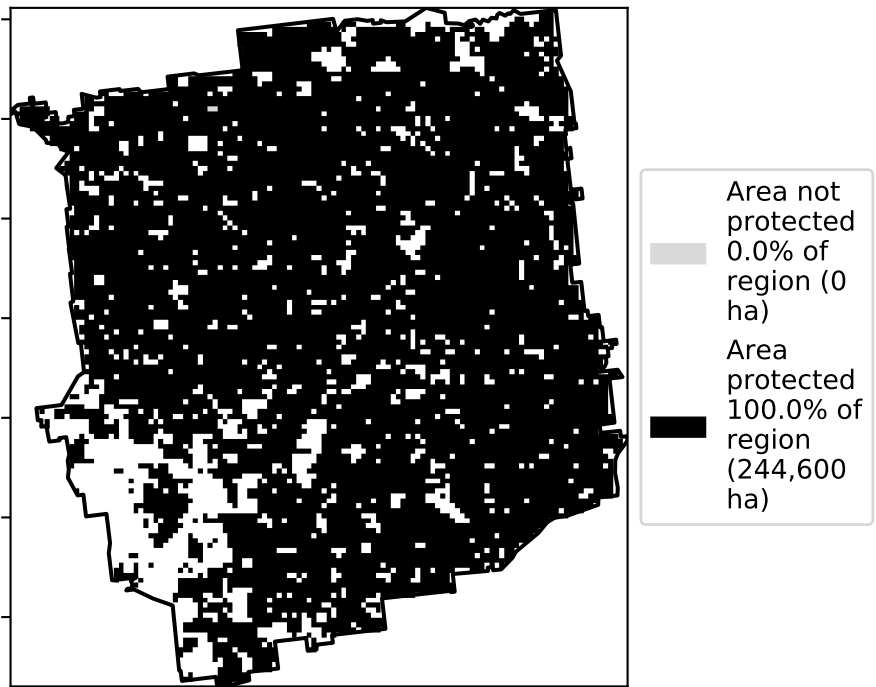 Area not
protected
0.0% of
region (0
ha)
Area
protected
100.0% of
region
(244,600
ha)